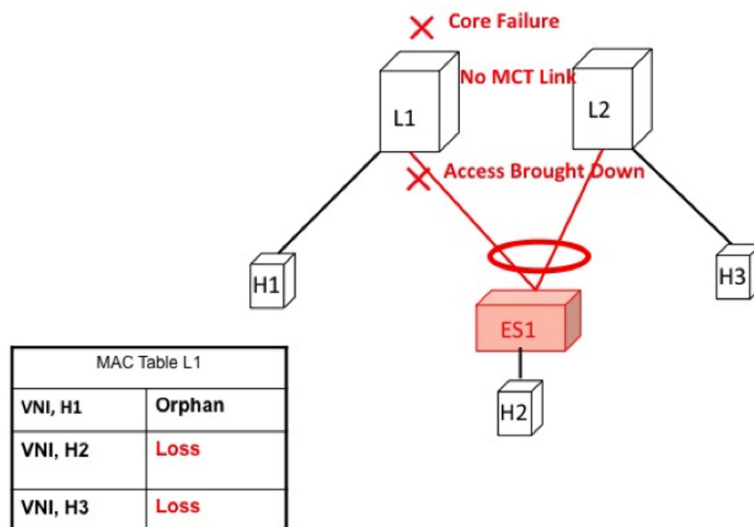 Core Failure
No MCT Link
L1
L2
Access Brought Down
H1
H3
ES1
H2
MAC Table L1
VNI, H1 Orphan
VNI, H2 Loss
VNI, H3 Loss